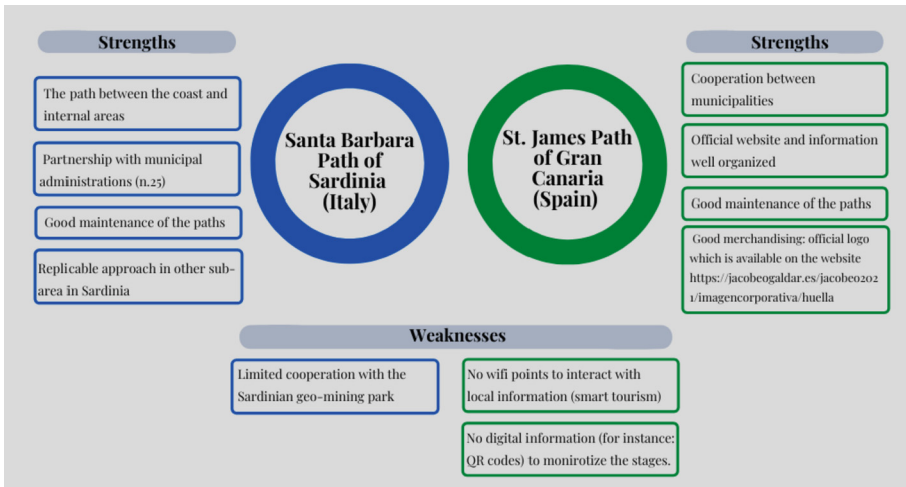 Strengths
The path between the coast and
internal areas
Partnership with municipal
administrations (n.25)
Good maintenance of the paths
Replicable approach in other sub-
area in Sardinia
Santa Barbara
Path of
Sardinia
(Italy)
St. James Path
of Gran
Canaria
(Spain)
Strengths
Cooperation between
municipalities
Official website and information
well organized
Good maintenance of the paths
Good merchandising: official logo
which is available on the website
https://jacobeogaldar.es/jacobeo202
1/imagencorporativa/huella
Weaknesses
Limited cooperation with the
Sardinian geo-mining park
No wifi points to interact with
local information (smart tourism)
No digital information (for instance:
QR codes) to monirotize the stages.